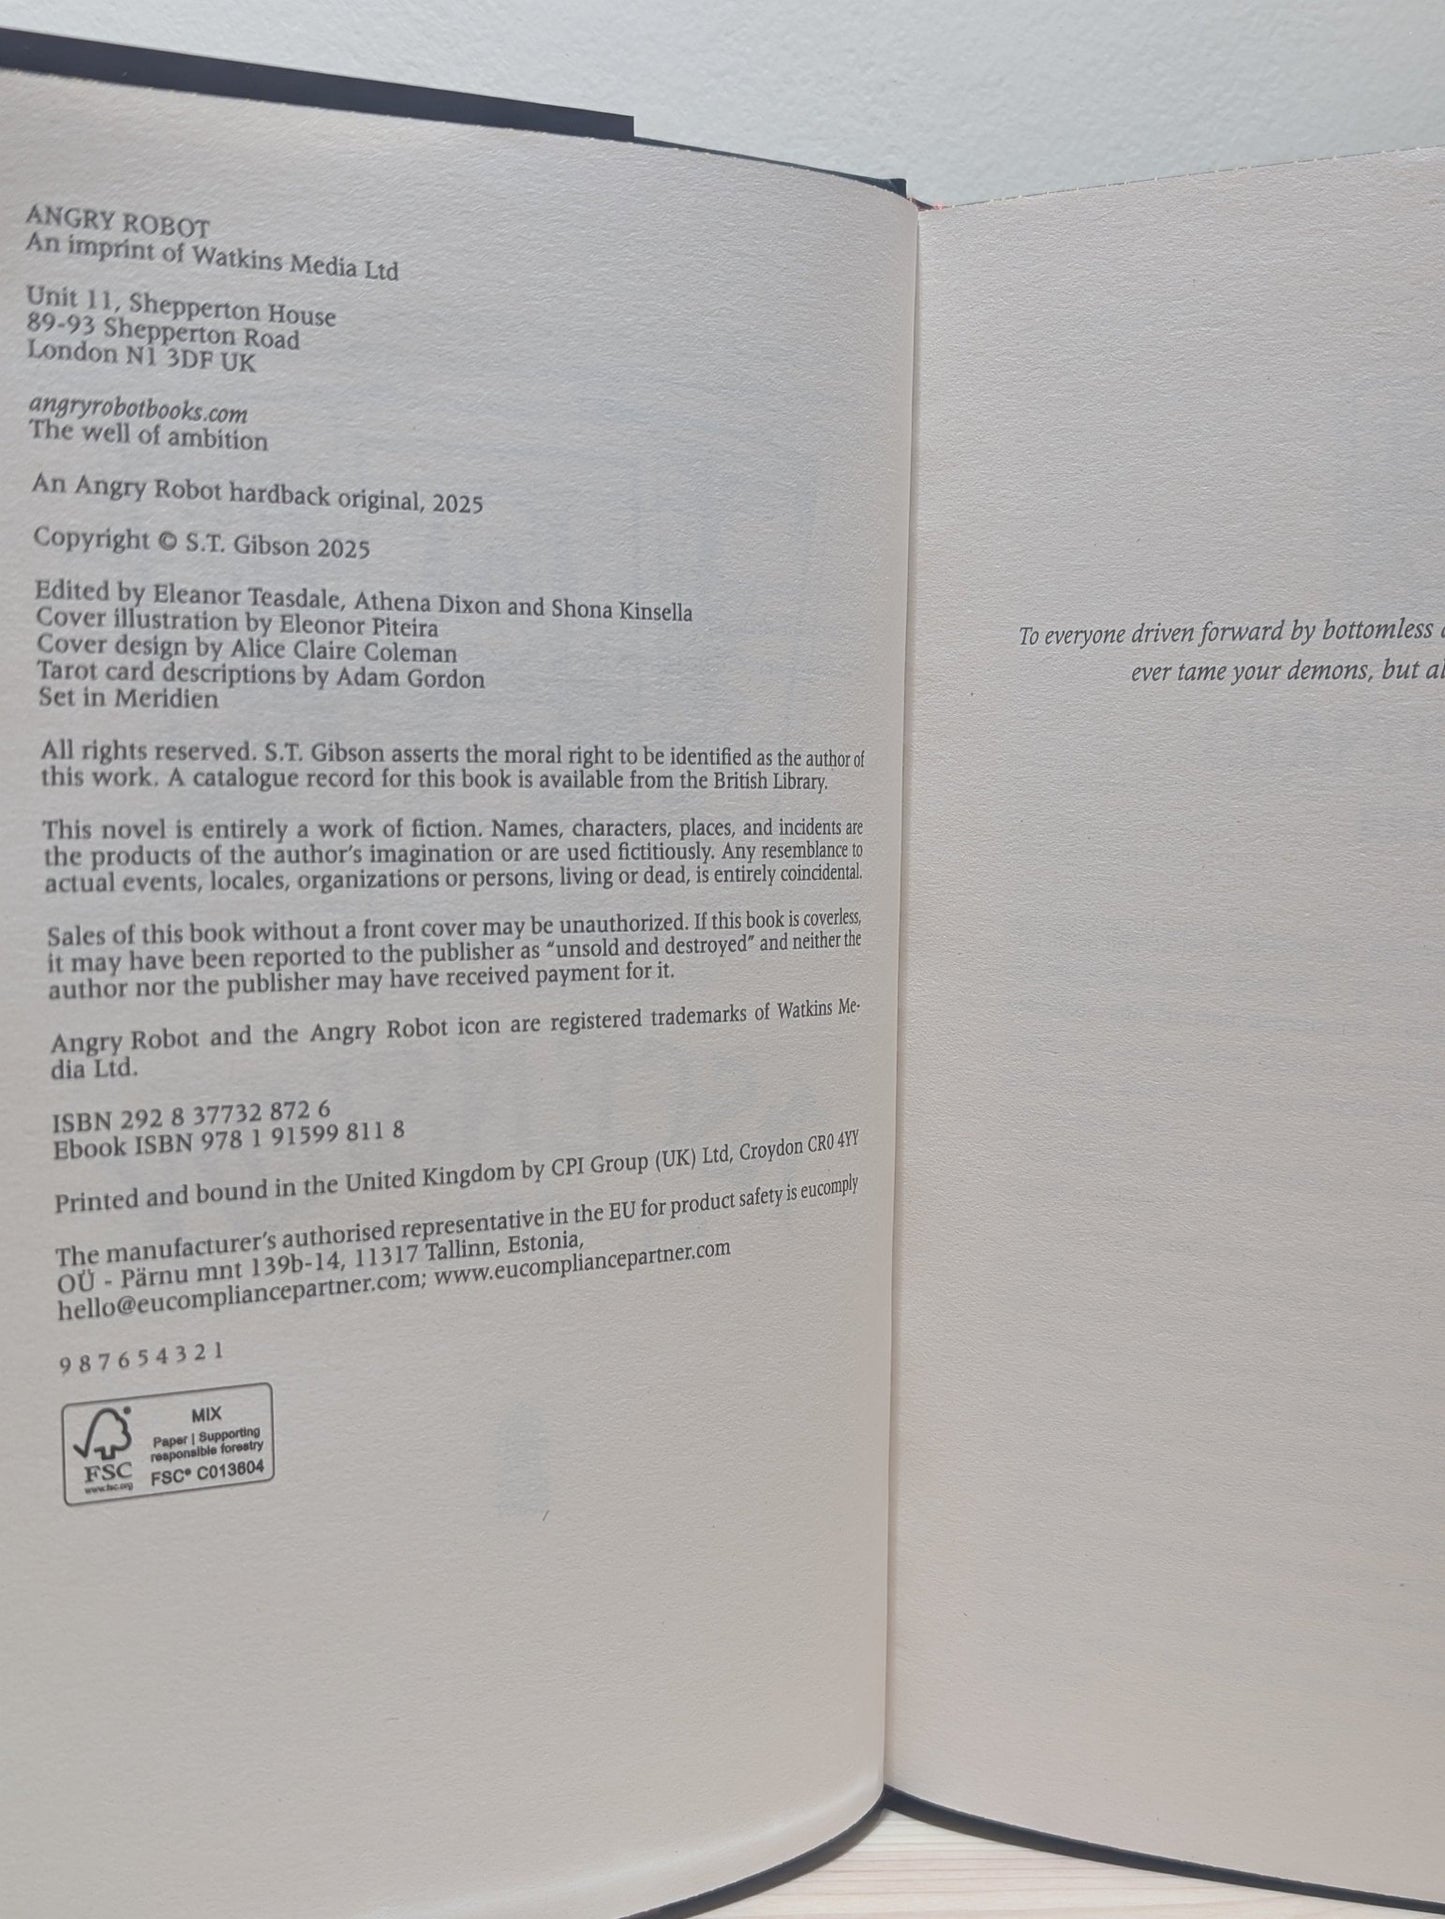 ANGRY ROBOT
An imprint of Watkins Media Ltd
Unit 11, Shepperton House
89-93 Shepperton Road
London N1 3DF UK
angryrobotbooks.com
The well of ambition
An Angry Robot hardback original, 2025
Copyright © S.T. Gibson 2025
Edited by Eleanor Teasdale, Athena Dixon and Shona Kinsella
Cover illustration by Eleonor Piteira
Cover design by Alice Claire Coleman
Tarot card descriptions by Adam Gordon
Set in Meridien
All rights reserved. S.T. Gibson asserts the moral right to be identified as the author of
this work. A catalogue record for this book is available from the British Library.
This novel is entirely a work of fiction. Names, characters, places, and incidents are
the products of the author's imagination or are used fictitiously. Any resemblance to
actual events, locales, organizations or persons, living or dead, is entirely coincidental.
Sales of this book without a front cover may be unauthorized. If this book is coverless,
it may have been reported to the publisher as “unsold and destroyed” and neither the
author nor the publisher may have received payment for it.
Angry Robot and the Angry Robot icon are registered trademarks of Watkins Me-
dia Ltd.
ISBN 292 8 37732 872 6
Ebook ISBN 978 1 91599 811 8
Printed and bound in the United Kingdom by CPI Group (UK) Ltd, Croydon CR0 4YY
The manufacturer's authorised representative in the EU for product safety is eucomply
OÜ - Pärnu mnt 139b-14, 11317 Tallinn, Estonia,
hello@eucompliancepartner.com; www.eucompliancepartner.com
9 8 7 6 5 4 3 2 1
FSC
www.fsc.org
MIX
Paper | Supporting
responsible forestry
FSC® C013604
To everyone driven forward by bottomless
ever tame your demons, but